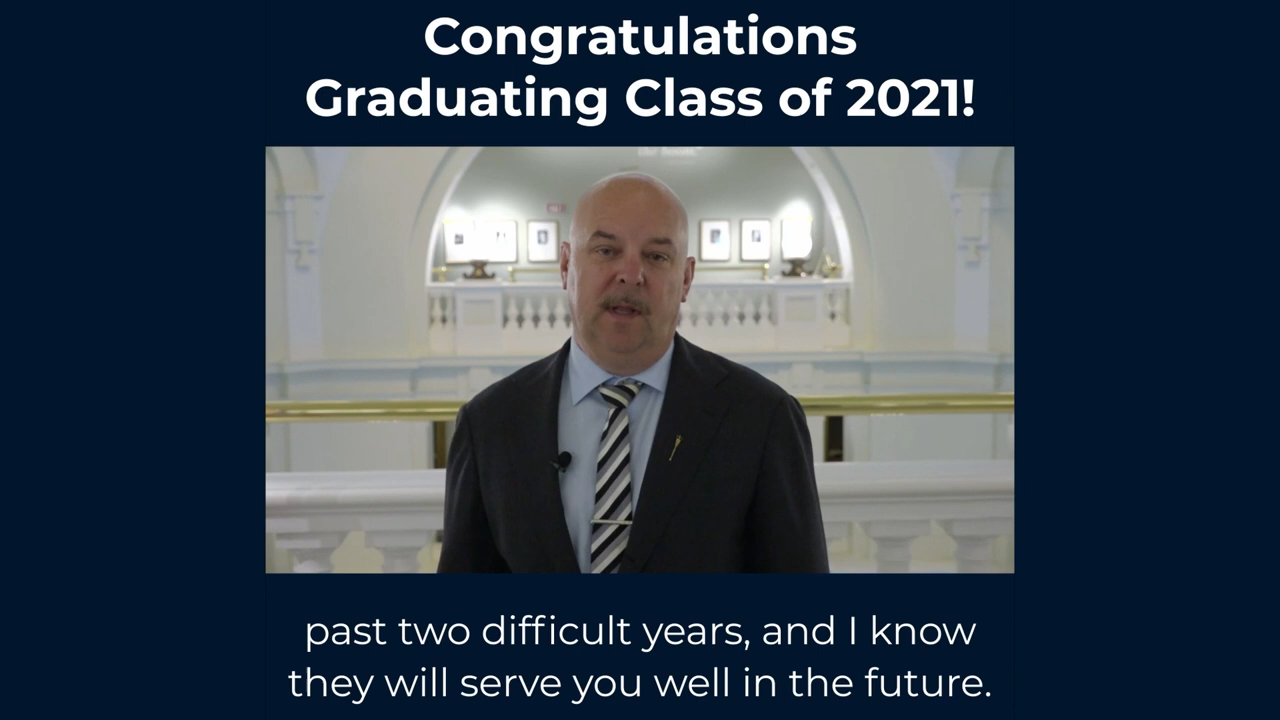 Congratulations
Graduating Class of 2021!
past two difficult years, and I know
they will serve you well in the future.